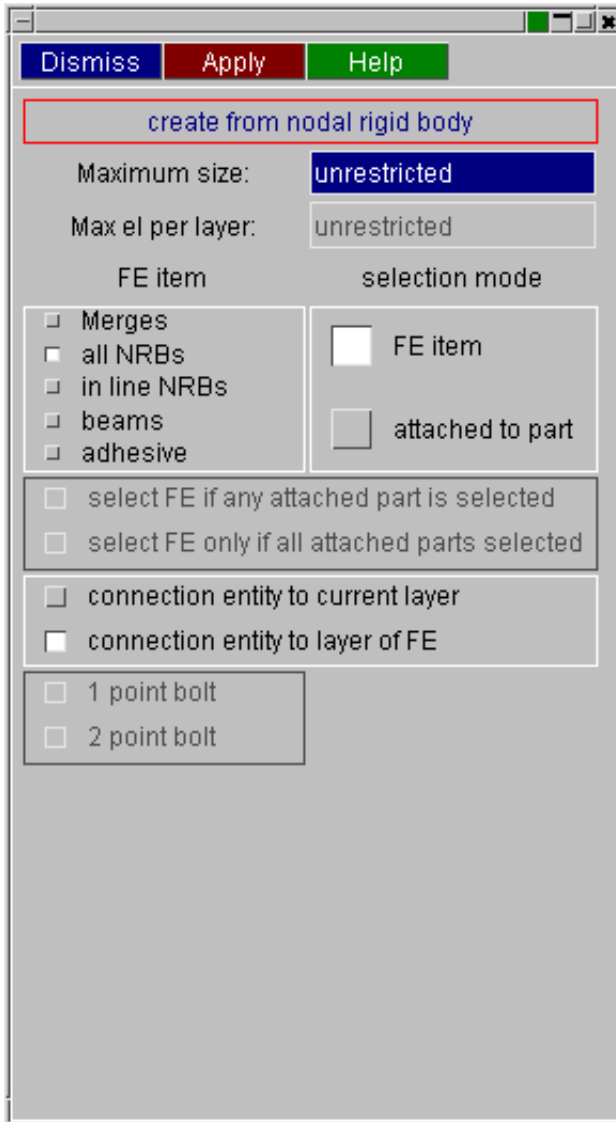 Dismiss Apply Help
create from nodal rigid body
Maximum size: unrestricted
Max el per layer: unrestricted
FE item selection mode
Merges
all NRBs
in line NRBs
beams
adhesive
FE item
attached to part
select FE if any attached part is selected
select FE only if all attached parts selected
connection entity to current layer
connection entity to layer of FE
1 point bolt
2 point bolt